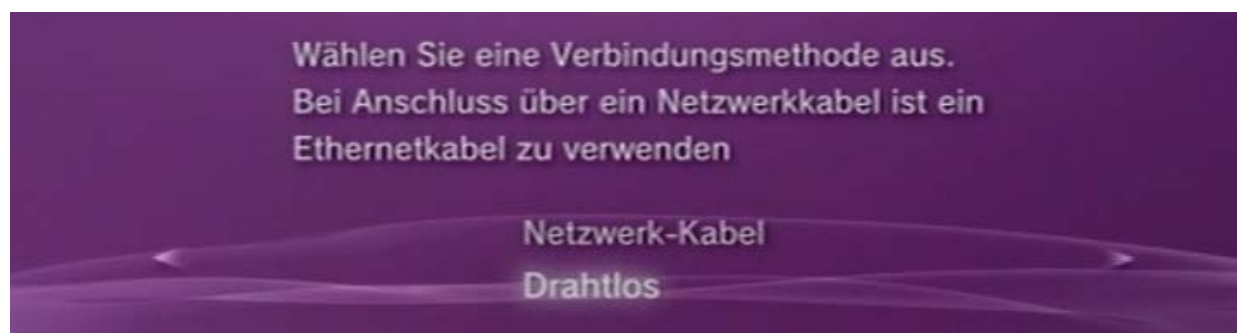 Wählen Sie eine Verbindungsmethode aus.
Bei Anschluss über ein Netzwerkkabel ist ein
Ethernetkabel zu verwenden
Netzwerk-Kabel
Drahtlos